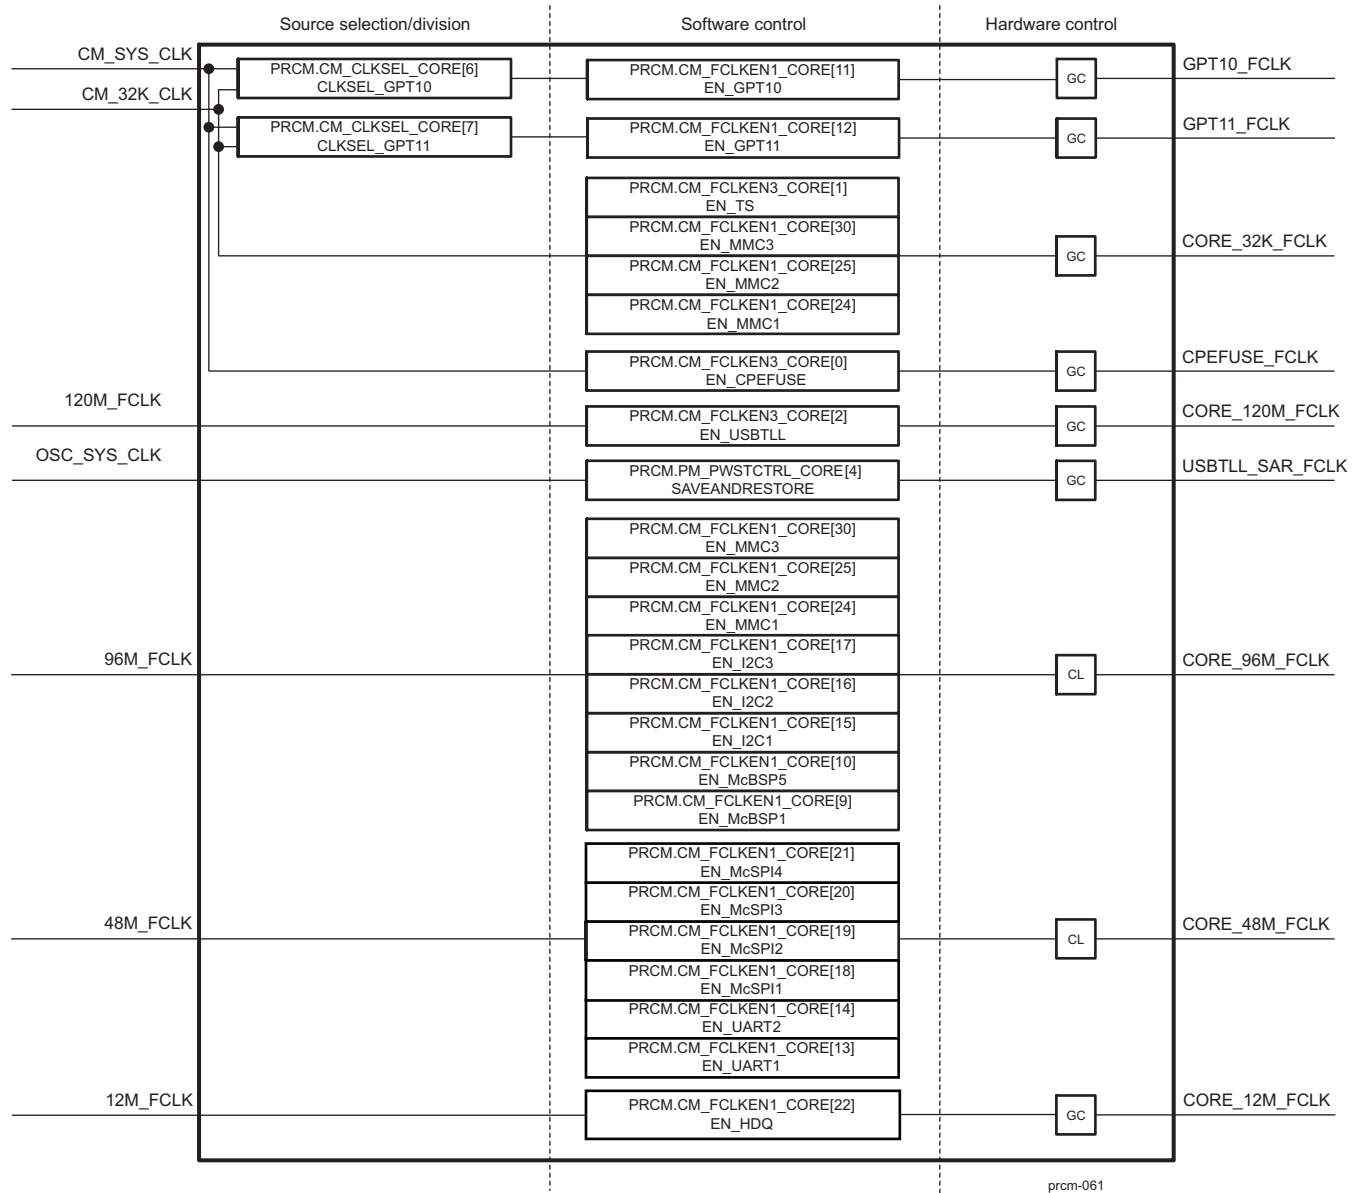 Source selection/division
Software control
Hardware control
CM_SYS_CLK
PRCM.CM_CLKSEL_CORE[6]
CLKSEL_GPT10
PRCM.CM_FCLKEN1_CORE[11]
EN_GPT10
GC
GPT10_FCLK
CM_32K_CLK
PRCM.CM_CLKSEL_CORE[7]
CLKSEL_GPT11
PRCM.CM_FCLKEN1_CORE[12]
EN_GPT11
GC
GPT11_FCLK
PRCM.CM_FCLKEN3_CORE[1]
EN_TS
PRCM.CM_FCLKEN1_CORE[30]
EN_MMC3
PRCM.CM_FCLKEN1_CORE[25]
EN_MMC2
PRCM.CM_FCLKEN1_CORE[24]
EN_MMC1
GC
CORE_32K_FCLK
PRCM.CM_FCLKEN3_CORE[0]
EN_CPEFUSE
GC
CPEFUSE_FCLK
120M_FCLK
PRCM.CM_FCLKEN3_CORE[2]
EN_USBTLL
GC
CORE_120M_FCLK
OSC_SYS_CLK
PRCM.PM_PWSTCTRL_CORE[4]
SAVEANDRESTORE
GC
USBTLL_SAR_FCLK
PRCM.CM_FCLKEN1_CORE[30]
EN_MMC3
PRCM.CM_FCLKEN1_CORE[25]
EN_MMC2
PRCM.CM_FCLKEN1_CORE[24]
EN_MMC1
96M_FCLK
PRCM.CM_FCLKEN1_CORE[17]
EN_I2C3
PRCM.CM_FCLKEN1_CORE[16]
EN_I2C2
PRCM.CM_FCLKEN1_CORE[15]
EN_I2C1
PRCM.CM_FCLKEN1_CORE[10]
EN_McBSP5
PRCM.CM_FCLKEN1_CORE[9]
EN_McBSP1
CL
CORE_96M_FCLK
PRCM.CM_FCLKEN1_CORE[21]
EN_McSPI4
PRCM.CM_FCLKEN1_CORE[20]
EN_McSPI3
48M_FCLK
PRCM.CM_FCLKEN1_CORE[19]
EN_McSPI2
PRCM.CM_FCLKEN1_CORE[18]
EN_McSPI1
PRCM.CM_FCLKEN1_CORE[14]
EN_UART2
PRCM.CM_FCLKEN1_CORE[13]
EN_UART1
CL
CORE_48M_FCLK
12M_FCLK
PRCM.CM_FCLKEN1_CORE[22]
EN_HDQ
GC
CORE_12M_FCLK
prcm-061